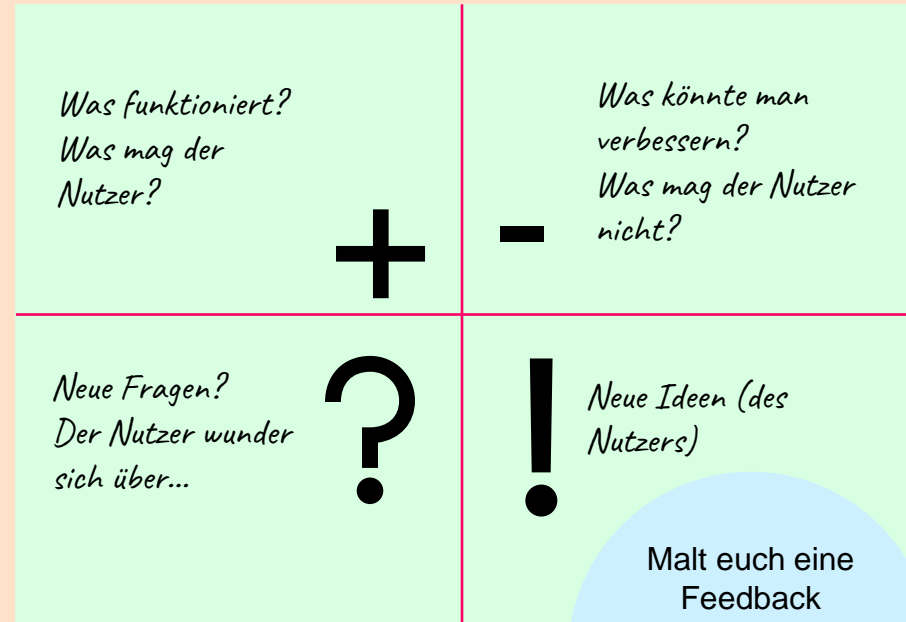 Was funktioniert?
Was mag der
Nutzer?
+
Was könnte man
verbessern?
Was mag der Nutzer
nicht?
-
Neue Fragen?
Der Nutzer wunder
sich über...
?
!
Neue Ideen (des
Nutzers)
Malt euch eine
Feedback